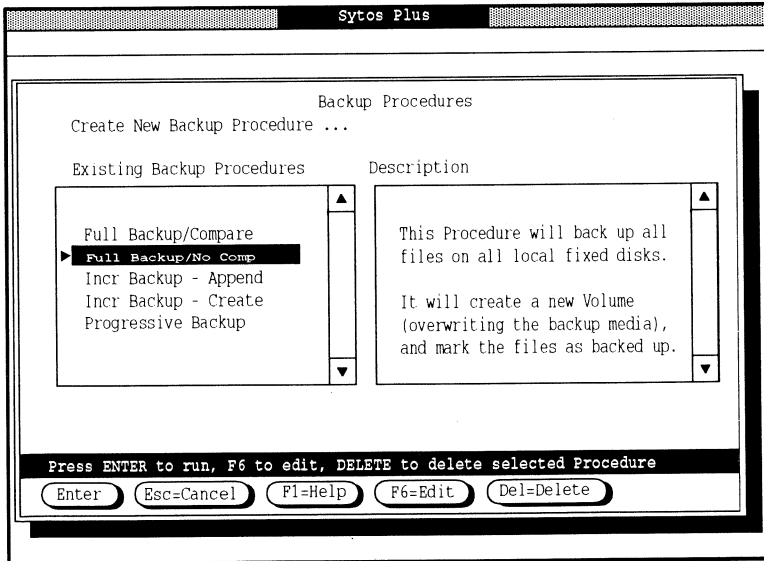 Sytos Plus
Backup Procedures
Create New Backup Procedure ...
Existing Backup Procedures
Full Backup/Compare
Full Backup/No Comp
Incr Backup - Append
Incr Backup - Create
Progressive Backup
Description
This Procedure will back up all
files on all local fixed disks.
It will create a new Volume
(overwriting the backup media),
and mark the files as backed up.
Press ENTER to run, F6 to edit, DELETE to delete selected Procedure
Enter Esc=Cancel F1=Help F6=Edit Del=Delete